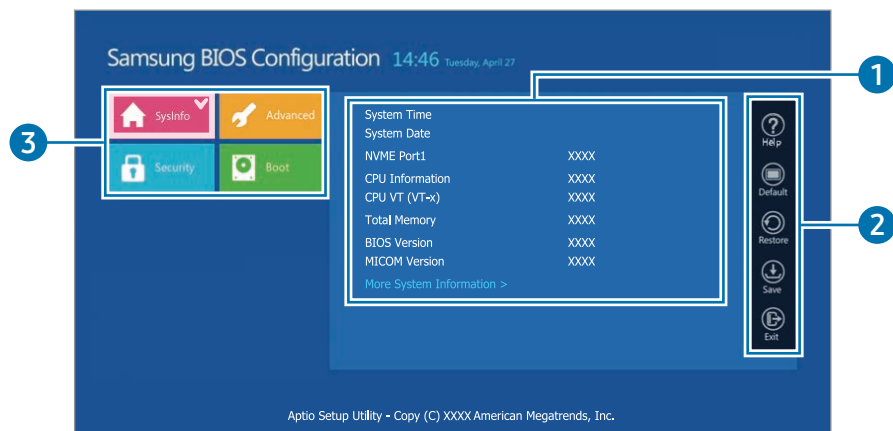 Samsung BIOS Configuration 14:46 Tuesday, April 27
1
SysInfo Advanced
Security Boot
3
System Time
System Date
NVME Port1 XXXX
CPU Information XXXX
CPU VT (VT-x) XXXX
Total Memory XXXX
BIOS Version XXXX
MICOM Version XXXX
More System Information >
Help
Default
Restore
Save
Exit
2
Aptio Setup Utility - Copy (C) XXXX American Megatrends, Inc.